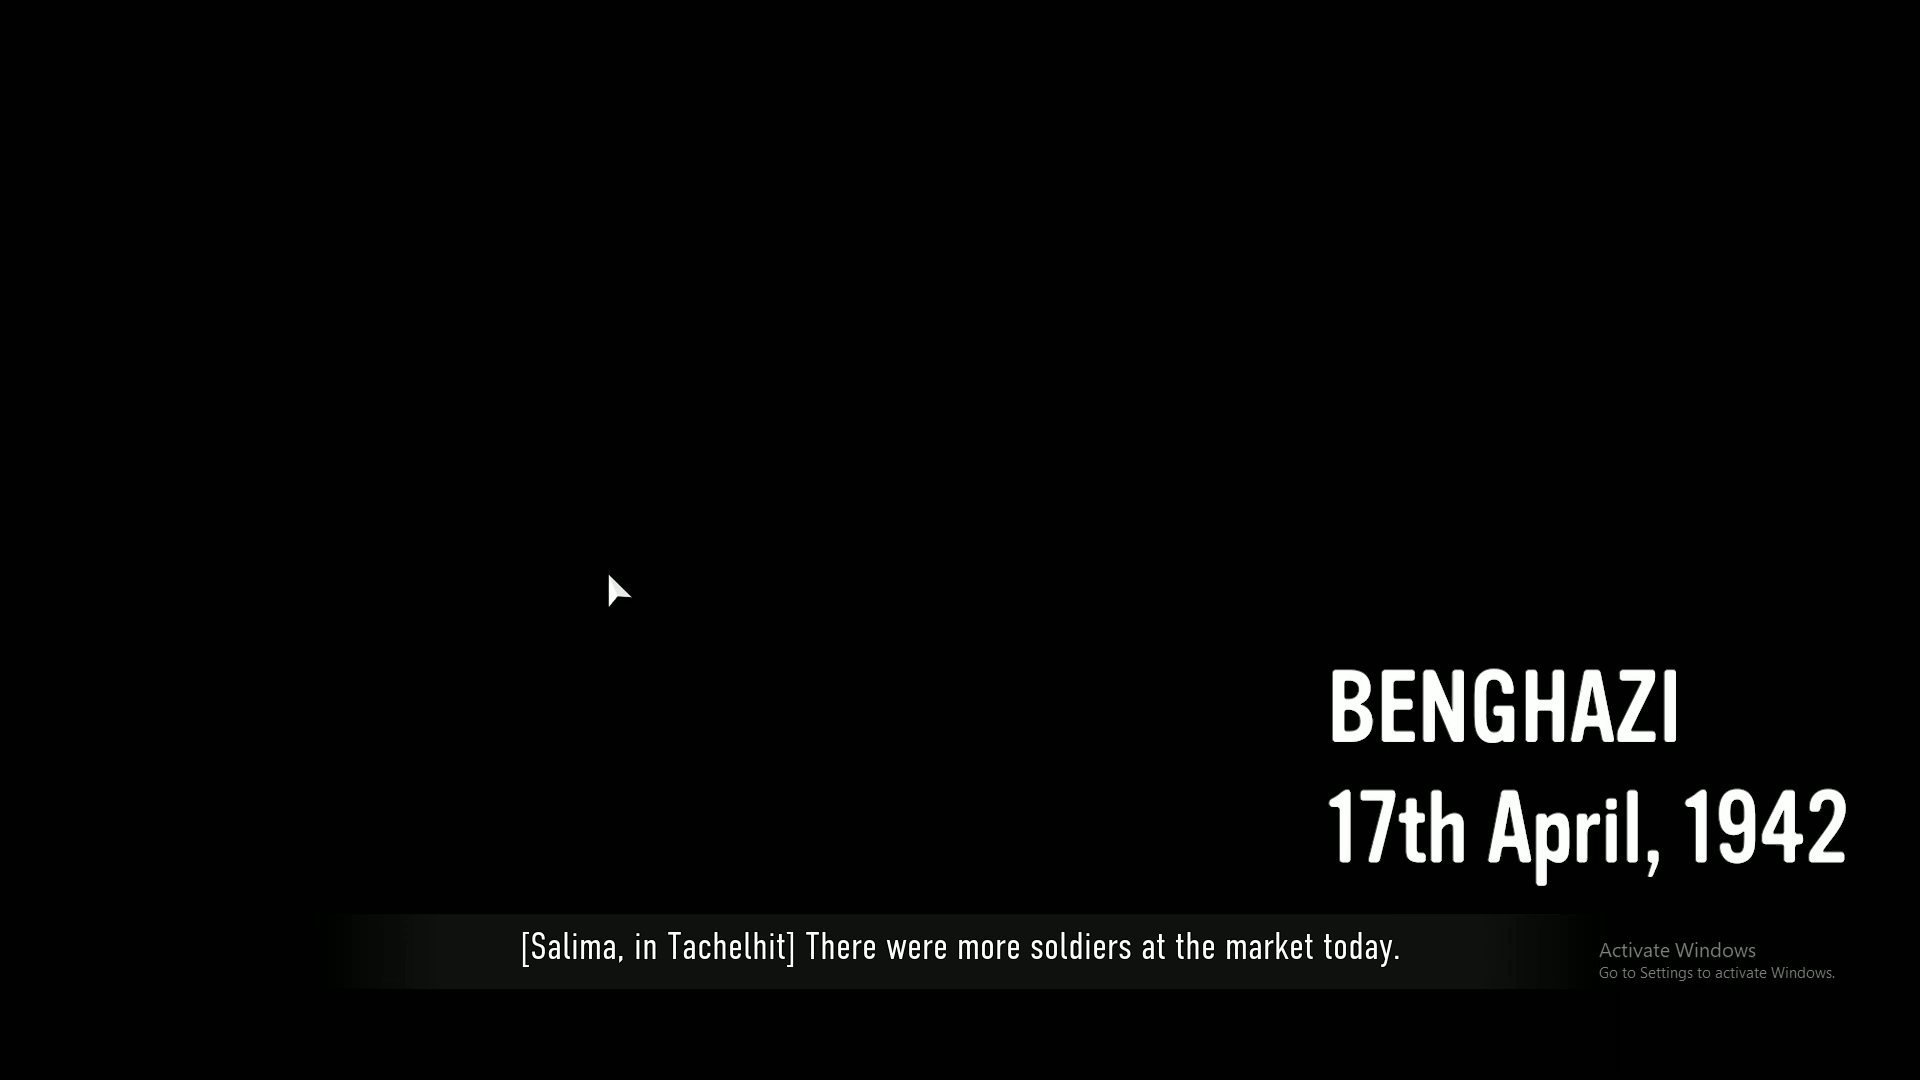 BENGHAZI
17th April, 1942
[Salima, in Tachelhit] There were more soldiers at the market today.
Activate Windows
Go to Settings to activate Windows.